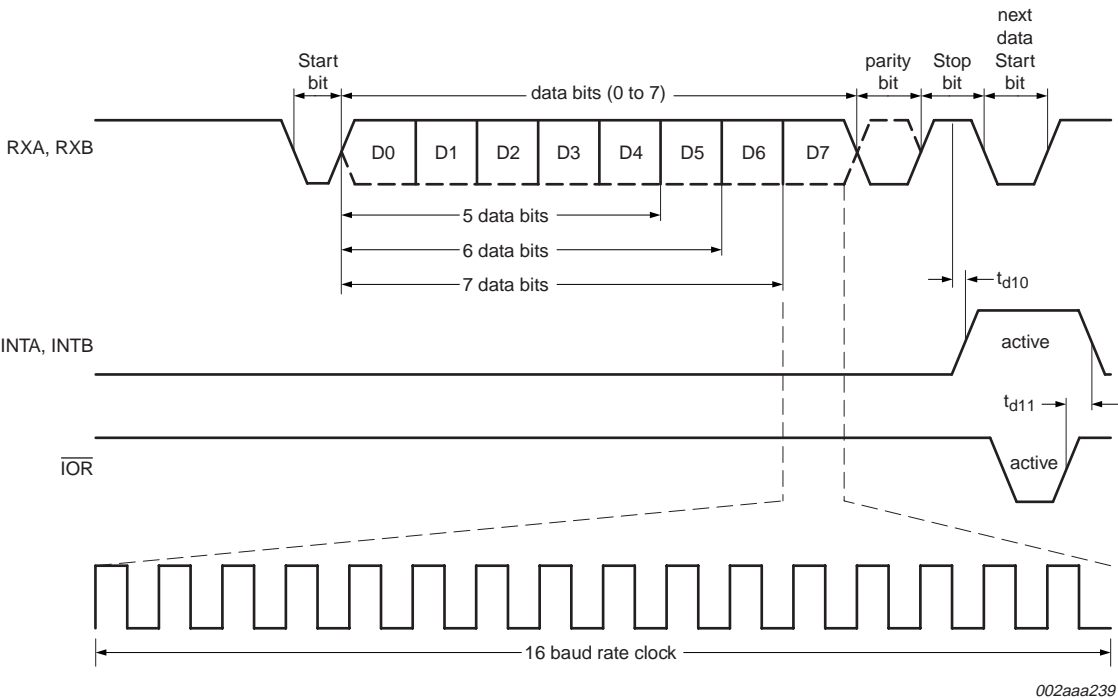 next
data
Start
bit
Start
bit
parity
bit
Stop
bit
data bits (0 to 7)
RXA, RXB
D0 D1 D2 D3 D4 D5 D6 D7
5 data bits
6 data bits
7 data bits
td10
INTA, INTB
active
td11
IOR
active
16 baud rate clock
002aaa239